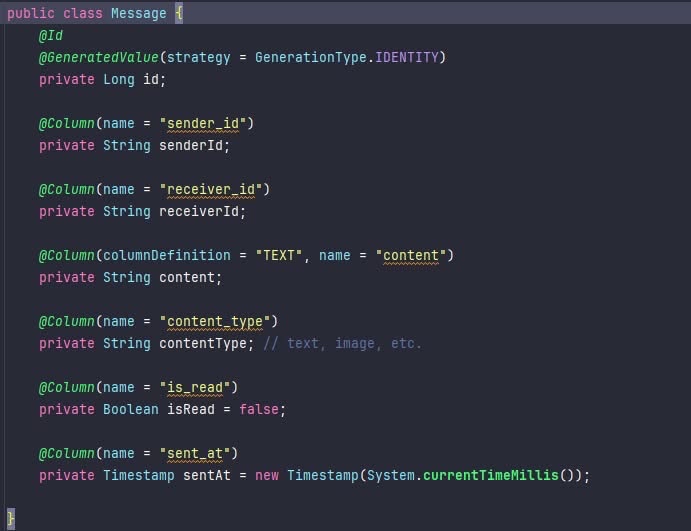 public class Message {
@Id
@GeneratedValue(strategy = GenerationType.IDENTITY)
private Long id;
@Column(name = "sender_id")
private String senderId;
@Column(name = "receiver_id")
private String receiverId;
@Column(columnDefinition = "TEXT", name = "content")
private String content;
@Column(name = "content_type")
private String contentType; // text, image, etc.
@Column(name = "is_read")
private Boolean isRead = false;
@Column(name = "sent_at")
private Timestamp sentAt = new Timestamp(System.currentTimeMillis());
}